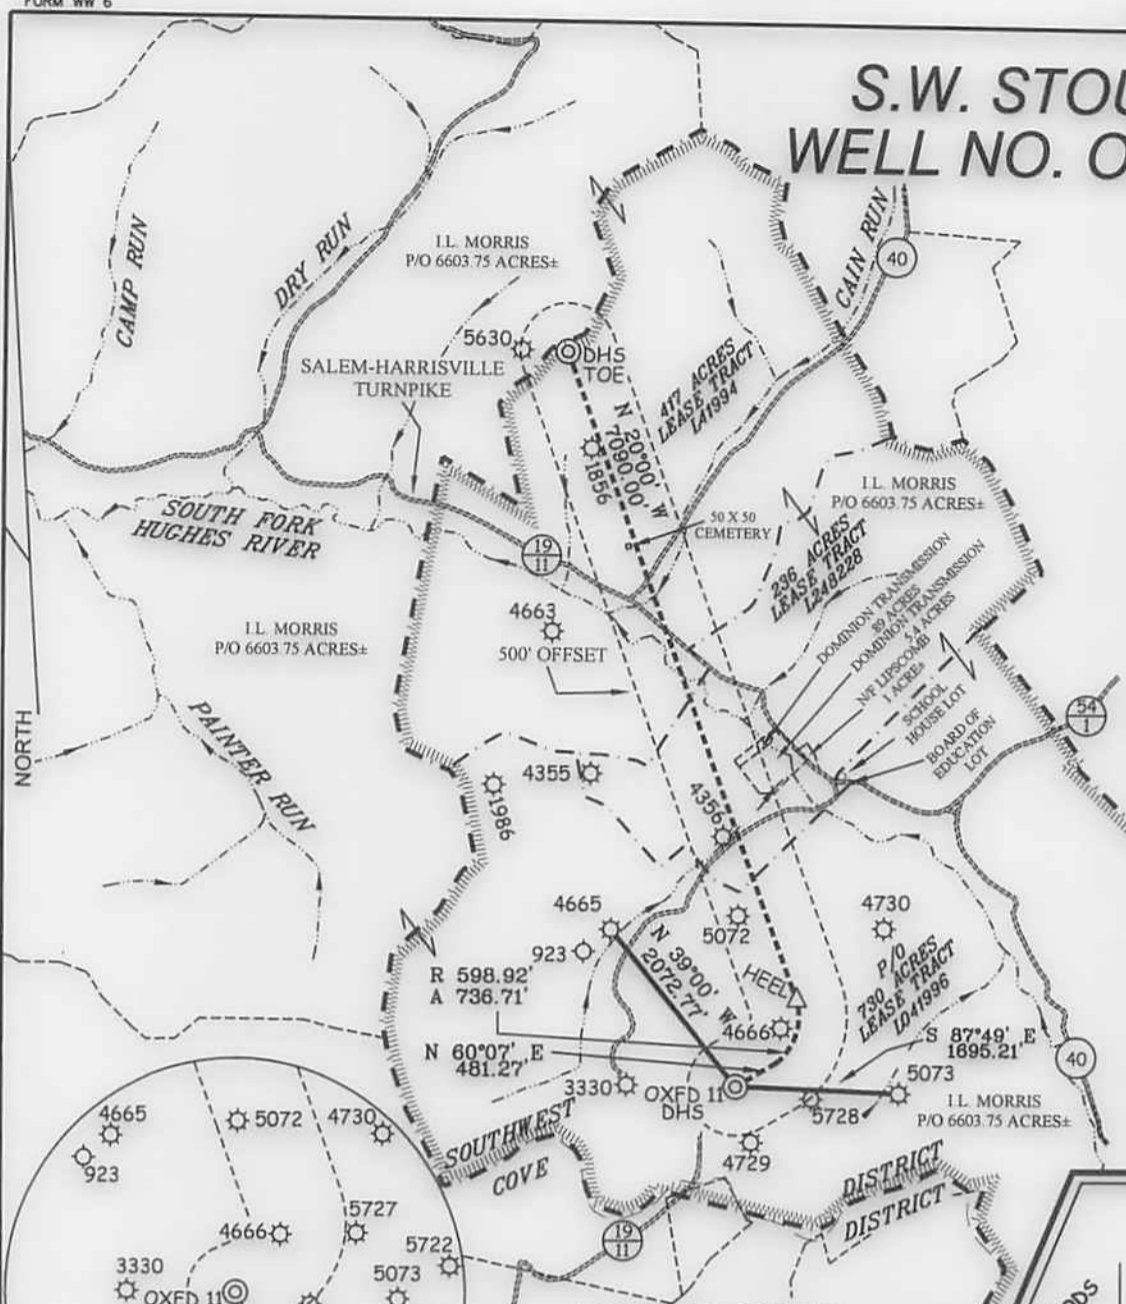 FORM WW 6
S.W. STOU
WELL NO. O
CAMP RUN
DRY RUN
I.L. MORRIS
P/O 6603.75 ACRES±
CAIN RUN
40
5630
DHS
TOE
SALEM-HARRISVILLE
TURNPIKE
417 ACRES
LEASE TRACT
L41994
N 20°00' W
7090.00'
1856
I.L. MORRIS
P/O 6603.75 ACRES±
SOUTH FORK
HUGHES RIVER
50 X 50
CEMETERY
19
11
236 ACRES
LEASE TRACT
L248228
DOMINION TRANSMISSION
.89 ACRES
DOMINION TRANSMISSION
5.4 ACRES
N/F LIPSCOMB
1 ACRE±
SCHOOL
HOUSE LOT
BOARD OF
EDUCATION
LOT
4663
500' OFFSET
I.L. MORRIS
P/O 6603.75 ACRES±
NORTH
PAINTER RUN
54
1
4355
1986
4356
4665
923
5072
4730
N 39°00' W
2072.77'
R 598.92'
A 736.71'
HEEL
P/O
730 ACRES
LEASE TRACT
L041996
4666
N 60°07' E
481.27'
S 87°49' E
1695.21'
40
3330
OXFD 11
DHS
5728
5073
I.L. MORRIS
P/O 6603.75 ACRES±
4729
SOUTHWEST
COVE
DISTRICT
DISTRICT
19
11
4665
5072
4730
923
4666
5727
5722
3330
OXFD 11
5073
ODS